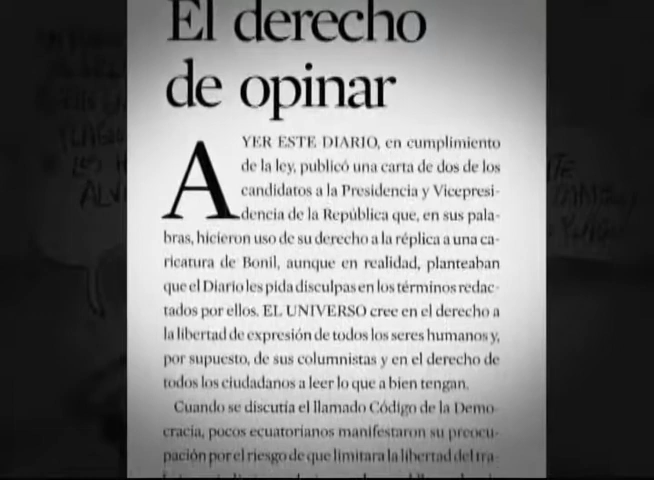 El derecho
de opinar
AYER ESTE DIARIO, en cumplimiento
de la ley, publicó una carta de dos de los
candidatos a la Presidencia y Vicepresi-
dencia de la República que, en sus pala-
bras, hicieron uso de su derecho a la réplica a una ca-
ricatura de Bonil, aunque en realidad, planteaban
que el Diario les pida disculpas en los términos redac-
tados por ellos. EL UNIVERSO cree en el derecho a
la libertad de expresión de todos los seres humanos y,
por supuesto, de sus columnistas y en el derecho de
todos los ciudadanos a leer lo que a bien tengan.
Cuando se discutía el llamado Código de la Demo-
cracia, pocos ecuatorianos manifestaron su preocu-
pación por el riesgo de que limitara la libertad del tra-